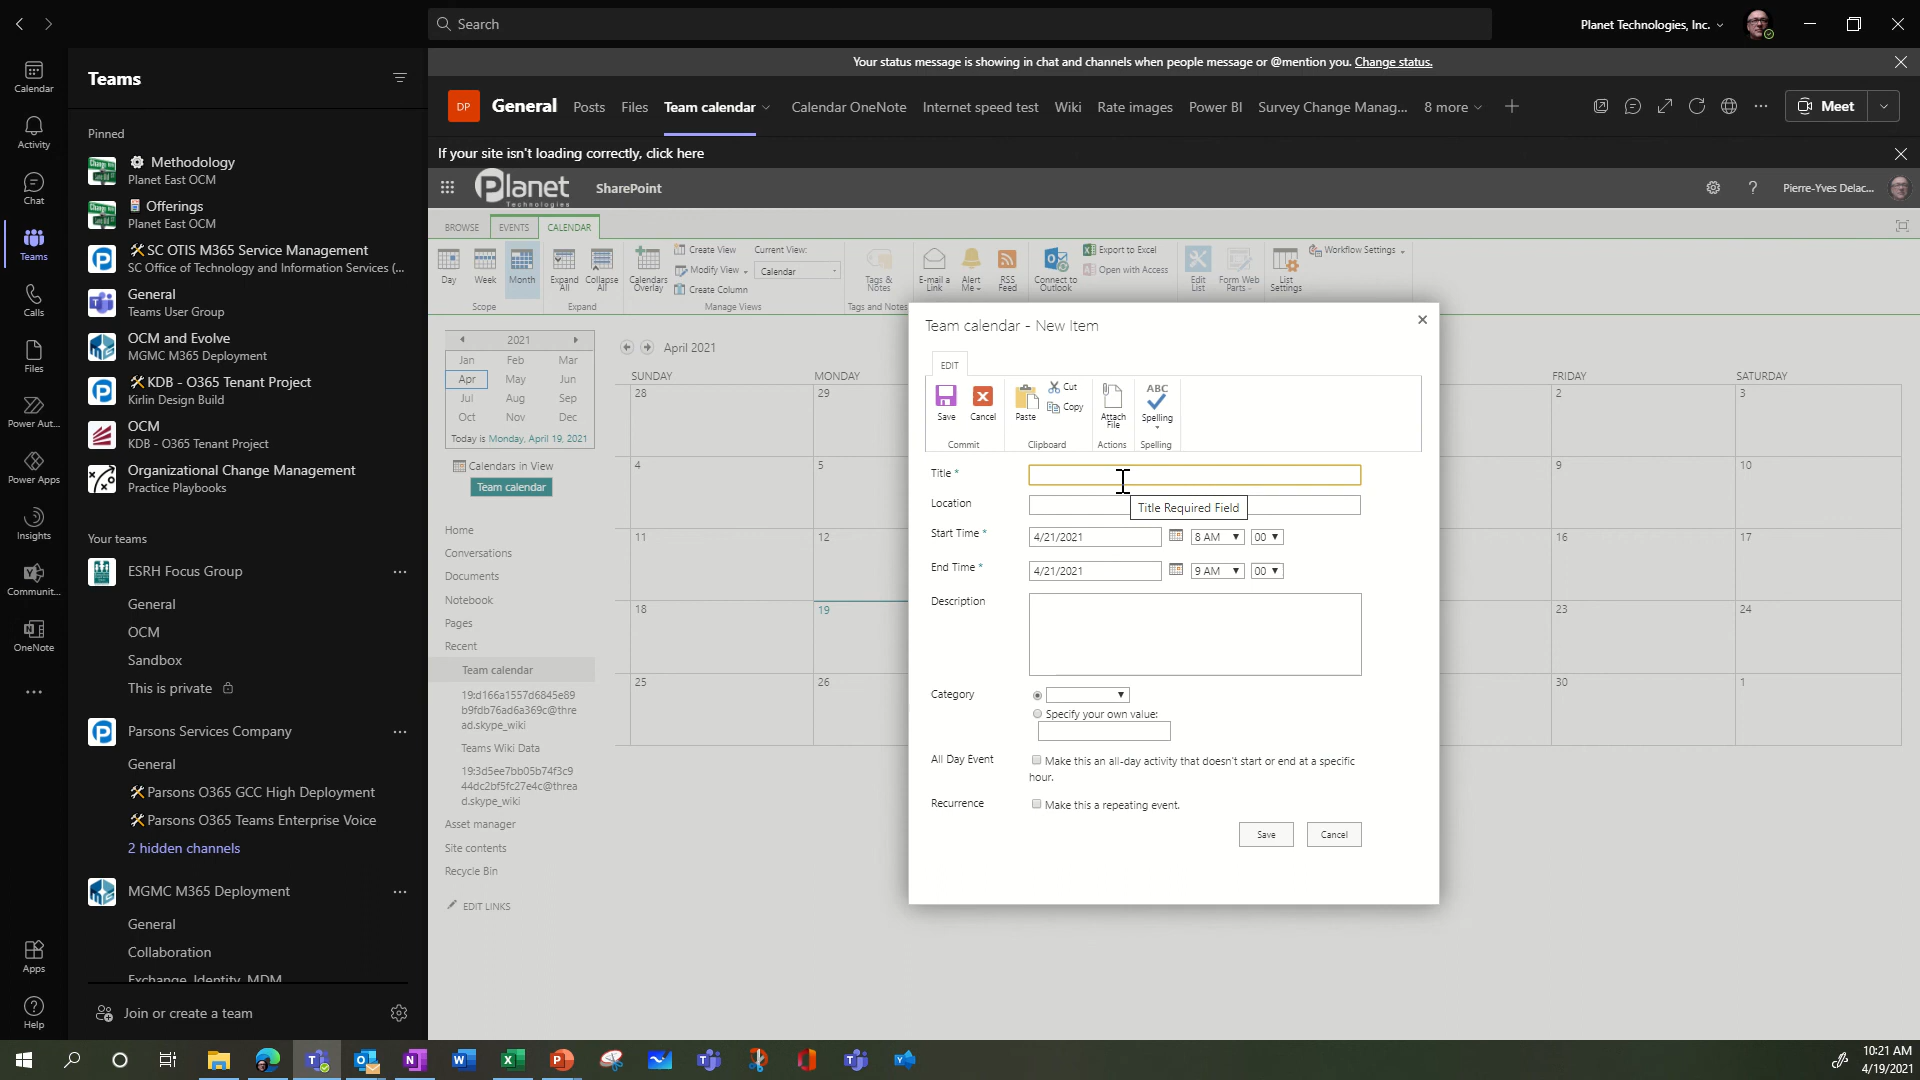 Search
Planet Technologies, Inc.
Your status message is showing in chat and channels when people message or @mention you. Change status.
Calendar
Activity
Chat
Teams
Calls
Files
Power Aut...
Power Apps
Insights
Communit...
OneNote
Apps
Help
Teams
Pinned
Methodology
Planet East OCM
Offerings
Planet East OCM
SC OTIS M365 Service Management
SC Office of Technology and Information Services (...
General
Teams User Group
OCM and Evolve
MGMC M365 Deployment
KDB - O365 Tenant Project
Kirlin Design Build
OCM
KDB - O365 Tenant Project
Organizational Change Management
Practice Playbooks
Your teams
ESRH Focus Group
General
OCM
Sandbox
This is private
Parsons Services Company
General
Parsons O365 GCC High Deployment
Parsons O365 Teams Enterprise Voice
2 hidden channels
MGMC M365 Deployment
General
Collaboration
Exchange, Identity, MDM
Join or create a team
DP General Posts Files Team calendar Calendar OneNote Internet speed test Wiki Rate images Power BI Survey Change Manag... 8 more Meet
If your site isn't loading correctly, click here
Planet Technologies SharePoint Pierre-Yves Delac...
BROWSE EVENTS CALENDAR
Day Week Month
Scope
Expand All Collapse All
Expand
Calendars Overlay
Create View
Modify View
Create Column
Current View:
Calendar
Manage Views
Tags & Notes
Tags and Notes
E-mail a Link
Alert Me
RSS Feed
Connect to Outlook
Export to Excel
Open with Access
Edit List
Form Web Parts
List Settings
Workflow Settings
2021
Jan Feb Mar
Apr May Jun
Jul Aug Sep
Oct Nov Dec
Today is Monday, April 19, 2021
Calendars in View
Team calendar
Home
Conversations
Documents
Notebook
Pages
Recent
Team calendar
19:d166a1557d6845e89
b9fdb76ad6a369c@thre
ad.skype_wiki
Teams Wiki Data
19:3d5ee7bb05b74f3c9
44dc2bf5fc27e4c@threa
d.skype_wiki
Asset manager
Site contents
Recycle Bin
EDIT LINKS
April 2021
SUNDAY MONDAY FRIDAY SATURDAY
28 29 2 3
4 5 9 10
11 12 16 17
18 19 23 24
25 26 30 1
Team calendar - New Item
EDIT
Save Cancel
Commit
Paste
Cut
Copy
Clipboard
Attach File
Actions
ABC
Spelling
Spelling
Title *
Title Required Field
Location
Start Time * 4/21/2021 8 AM 00
End Time * 4/21/2021 9 AM 00
Description
Category
Specify your own value:
All Day Event Make this an all-day activity that doesn't start or end at a specific
hour.
Recurrence Make this a repeating event.
Save Cancel
10:21 AM
4/19/2021